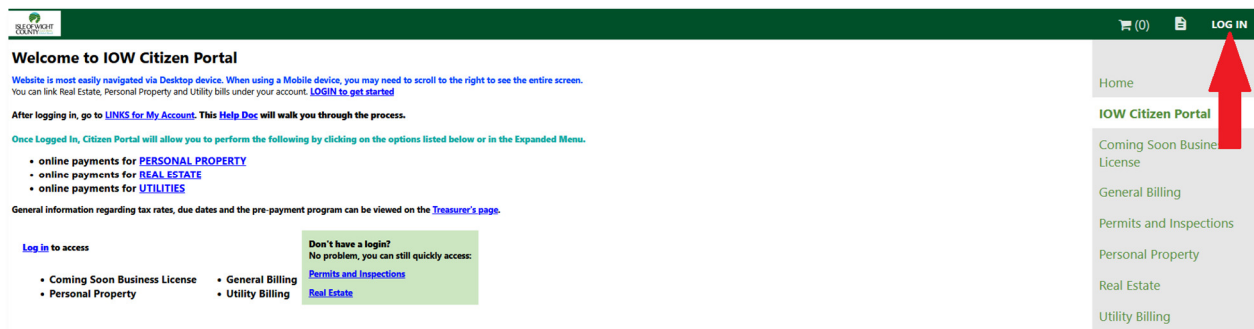 ISLE OF WIGHT
COUNTY
(0)
LOG IN
Welcome to IOW Citizen Portal
Website is most easily navigated via Desktop device. When using a Mobile device, you may need to scroll to the right to see the entire screen.
You can link Real Estate, Personal Property and Utility bills under your account. LOGIN to get started
After logging in, go to LINKS for My Account. This Help Doc will walk you through the process.
Once Logged In, Citizen Portal will allow you to perform the following by clicking on the options listed below or in the Expanded Menu.
• online payments for PERSONAL PROPERTY
• online payments for REAL ESTATE
• online payments for UTILITIES
General information regarding tax rates, due dates and the pre-payment program can be viewed on the Treasurer's page.
Log in to access
• Coming Soon Business License
• General Billing
• Personal Property
• Utility Billing
Don't have a login?
No problem, you can still quickly access:
Permits and Inspections
Real Estate
Home
IOW Citizen Portal
Coming Soon Busine
License
General Billing
Permits and Inspections
Personal Property
Real Estate
Utility Billing